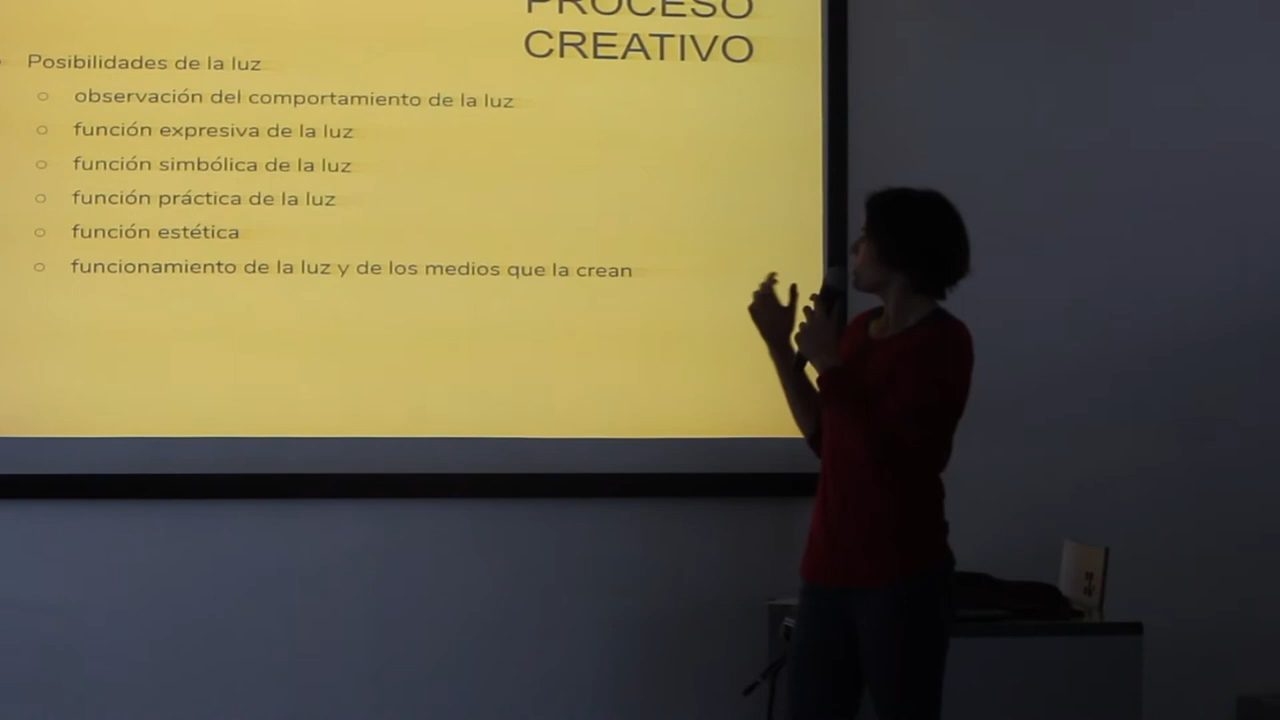 PROCESO
CREATIVO
Posibilidades de la luz
observación del comportamiento de la luz
función expresiva de la luz
función simbólica de la luz
función práctica de la luz
función estética
funcionamiento de la luz y de los medios que la crean